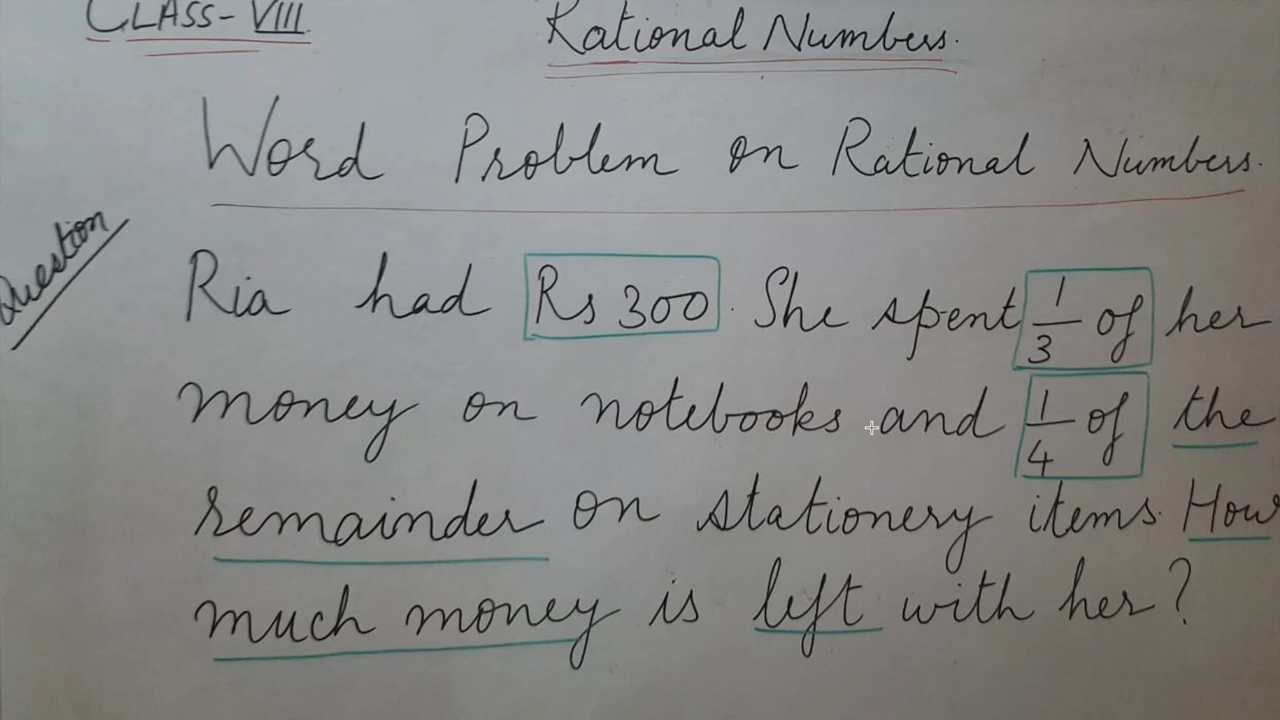 CLASS-VIII
Rational Numbers.
Word Problem on Rational Numbers.
Question
Ria had Rs 300. She spent 1/3 of her
money on notebooks and 1/4 of the
remainder on stationery items. How
much money is left with her?